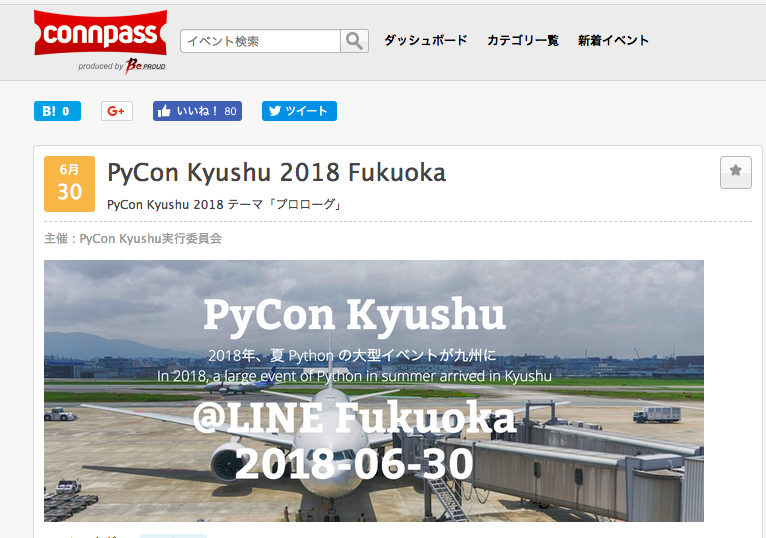 connpass
produced by BePROUD
イベント検索
ダッシュボード カテゴリ一覧 新着イベント
B! 0 G+ いいね！ 80 ツイート
6月
30
PyCon Kyushu 2018 Fukuoka
PyCon Kyushu 2018 テーマ「プロローグ」
主催 : PyCon Kyushu実行委員会
PyCon Kyushu
2018年、夏 Python の大型イベントが九州に
In 2018, a large event of Python in summer arrived in Kyushu
@LINE Fukuoka
2018-06-30